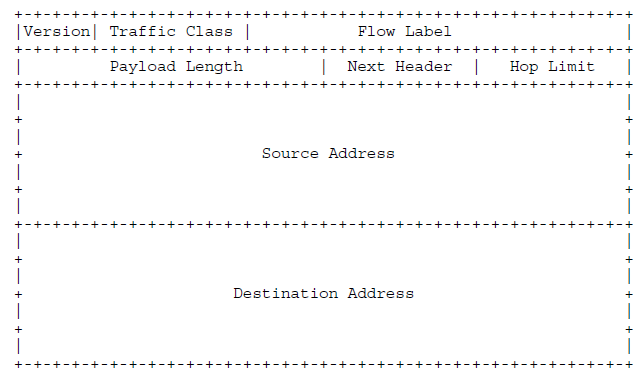 Version Traffic Class Flow Label
Payload Length Next Header Hop Limit
Source Address
Destination Address